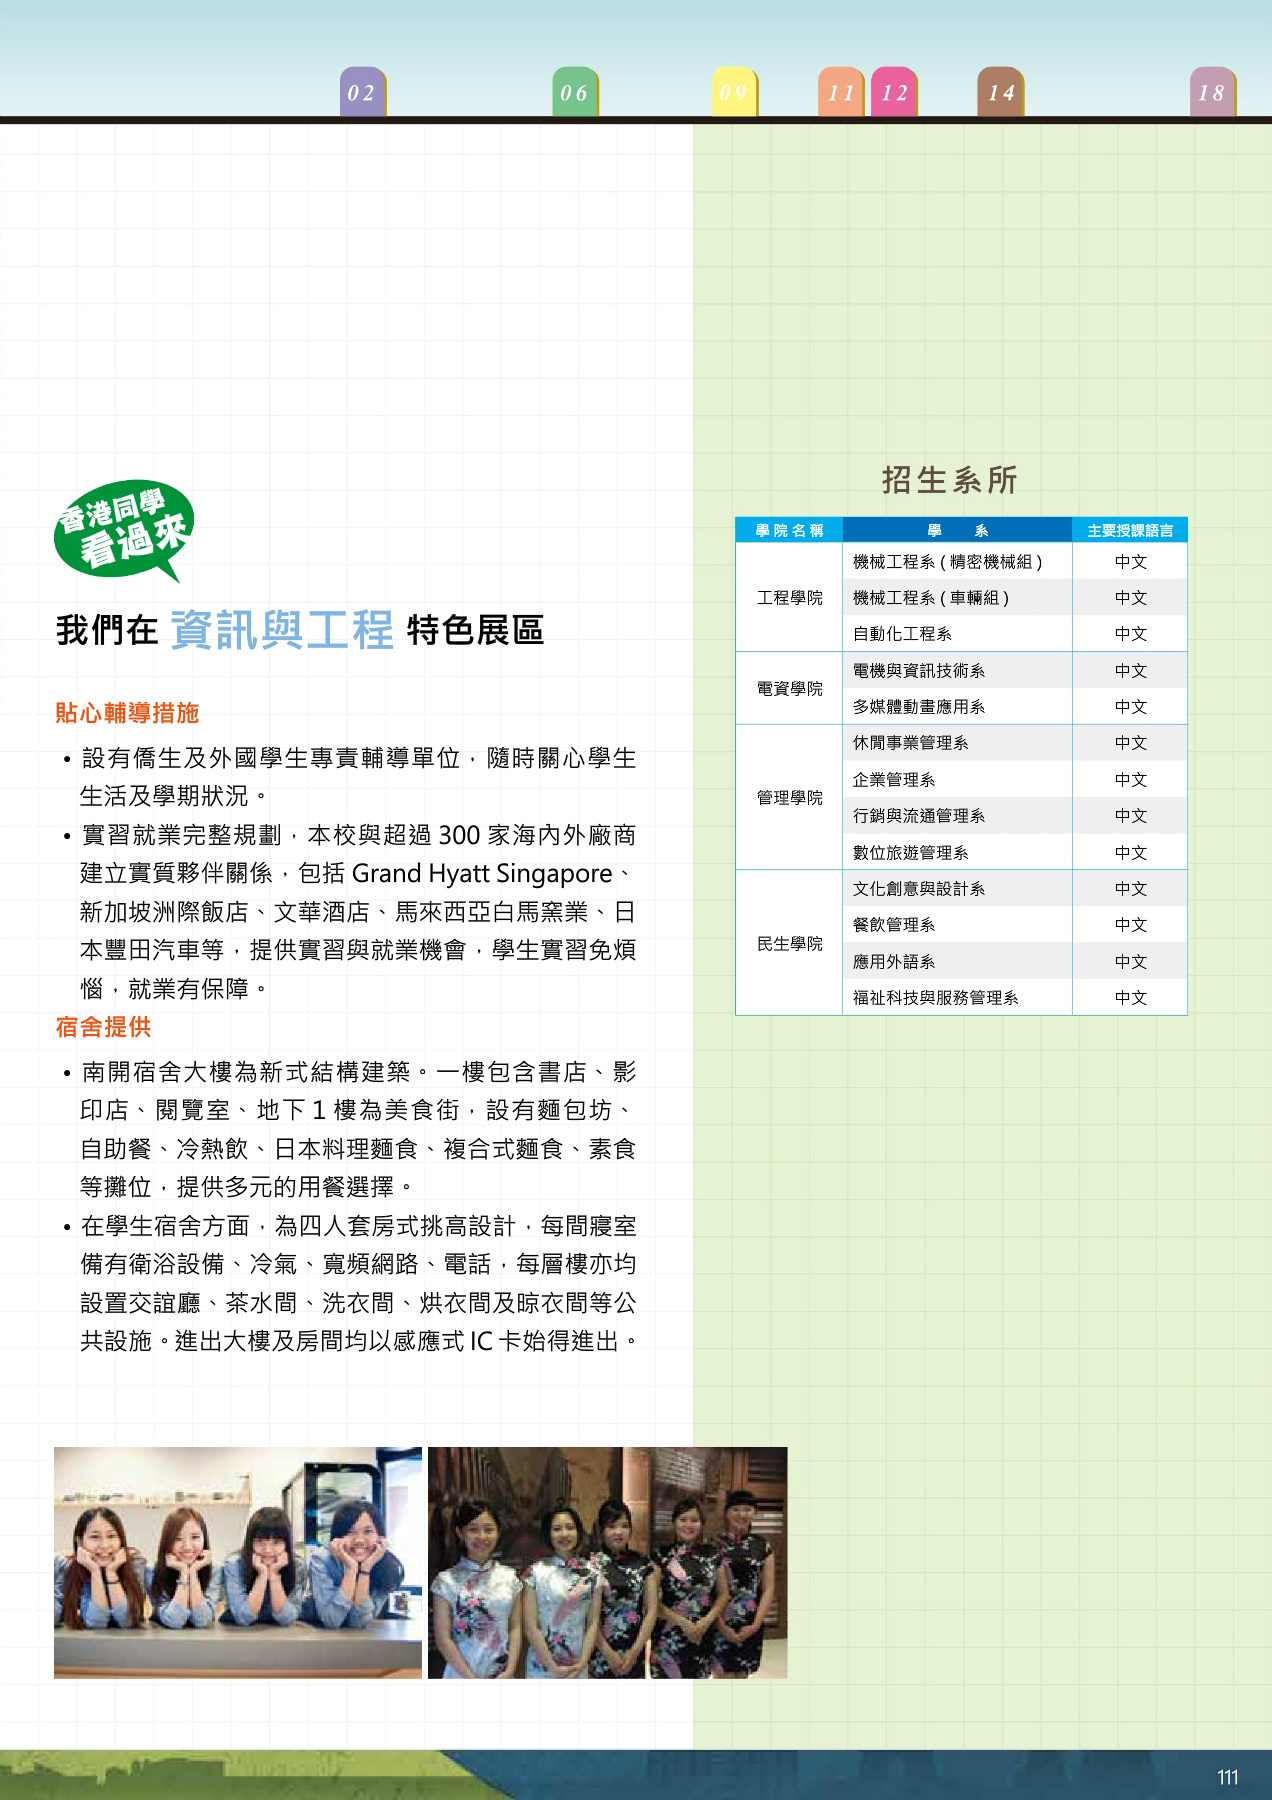 02
06
09
11
12
14
18
香港同學
看過來
我們在 資訊與工程 特色展區
貼心輔導措施
• 設有僑生及外國學生專責輔導單位，隨時關心學生
生活及學期狀況。
• 實習就業完整規劃，本校與超過 300 家海內外廠商
建立實質夥伴關係，包括 Grand Hyatt Singapore、
新加坡洲際飯店、文華酒店、馬來西亞白馬窯業、日
本豐田汽車等，提供實習與就業機會，學生實習免煩
惱，就業有保障。
宿舍提供
• 南開宿舍大樓為新式結構建築。一樓包含書店、影
印店、閱覽室、地下 1 樓為美食街，設有麵包坊、
自助餐、冷熱飲、日本料理麵食、複合式麵食、素食
等攤位，提供多元的用餐選擇。
• 在學生宿舍方面，為四人套房式挑高設計，每間寢室
備有衛浴設備、冷氣、寬頻網路、電話，每層樓亦均
設置交誼廳、茶水間、洗衣間、烘衣間及晾衣間等公
共設施。進出大樓及房間均以感應式 IC 卡始得進出。
招生系所
學院名稱 學 系 主要授課語言
工程學院
機械工程系 ( 精密機械組 ) 中文
機械工程系 ( 車輛組 ) 中文
自動化工程系 中文
電資學院
電機與資訊技術系 中文
多媒體動畫應用系 中文
管理學院
休閒事業管理系 中文
企業管理系 中文
行銷與流通管理系 中文
數位旅遊管理系 中文
民生學院
文化創意與設計系 中文
餐飲管理系 中文
應用外語系 中文
福祉科技與服務管理系 中文
111